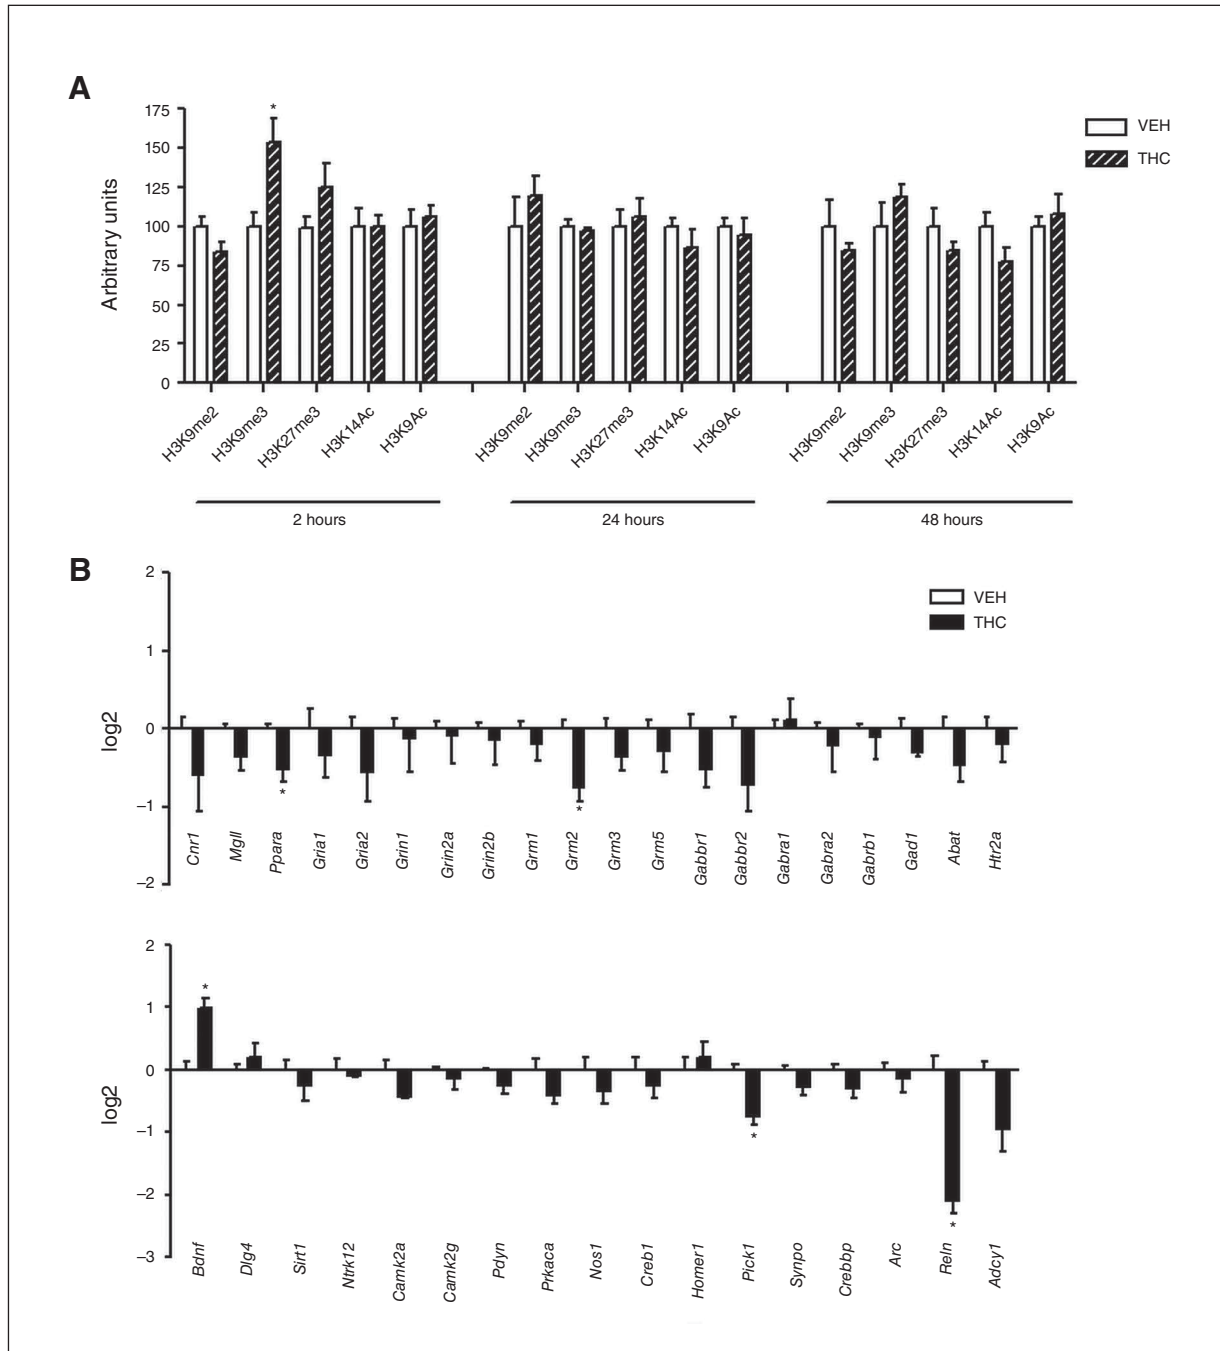 A
175
150
125
100
75
50
25
0
Arbitrary units
VEH
THC
*
H3K9me2
H3K9me3
H3K27me3
H3K14Ac
H3K9Ac
H3K9me2
H3K9me3
H3K27me3
H3K14Ac
H3K9Ac
H3K9me2
H3K9me3
H3K27me3
H3K14Ac
H3K9Ac
2 hours
24 hours
48 hours
B
2
1
0
−1
−2
log2
VEH
THC
*
*
Cnr1
Mgll
Ppara
Gria1
Gria2
Grin1
Grin2a
Grin2b
Grm1
Grm2
Grm3
Grm5
Gabbr1
Gabbr2
Gabra1
Gabra2
Gabrb1
Gad1
Abat
Htr2a
2
1
0
−1
−2
−3
log2
*
*
*
Bdnf
Dlg4
Sirt1
Ntrk12
Camk2a
Camk2g
Pdyn
Prkaca
Nos1
Creb1
Homer1
Pick1
Synpo
Crebbp
Arc
Reln
Adcy1